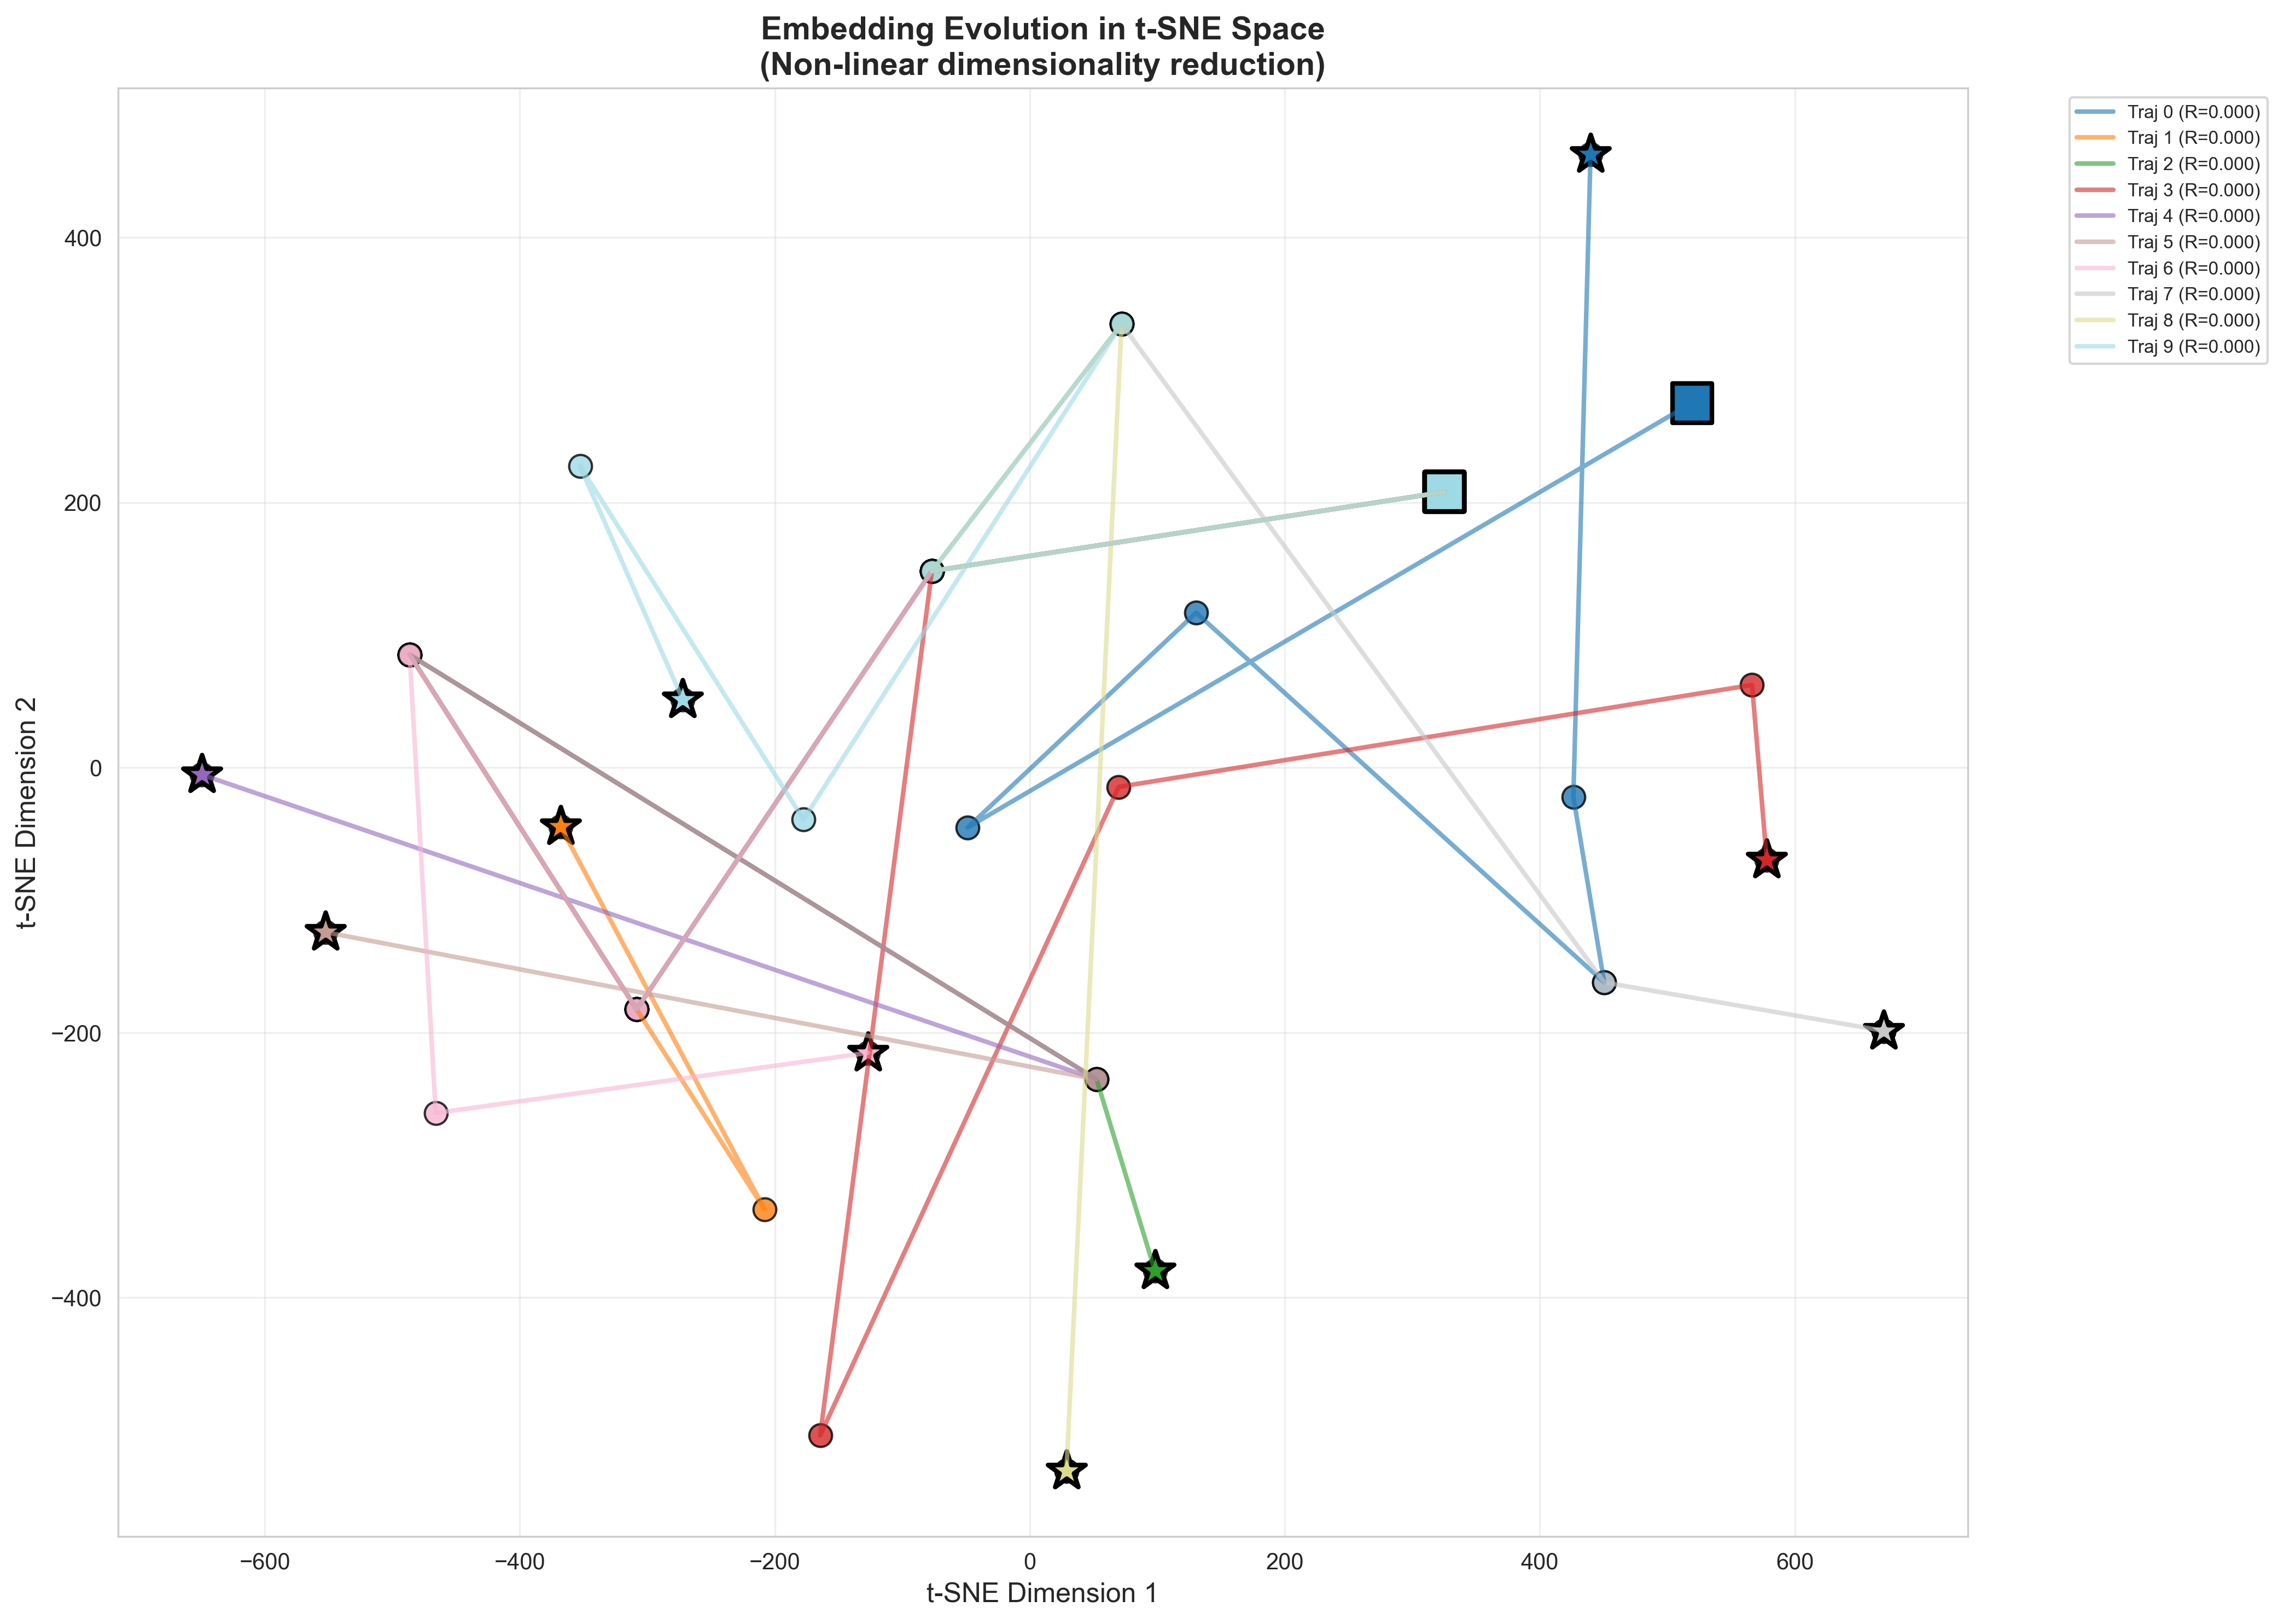 Embedding Evolution in t-SNE Space
(Non-linear dimensionality reduction)
Traj 0 (R=0.000)
Traj 1 (R=0.000)
Traj 2 (R=0.000)
Traj 3 (R=0.000)
Traj 4 (R=0.000)
Traj 5 (R=0.000)
Traj 6 (R=0.000)
Traj 7 (R=0.000)
Traj 8 (R=0.000)
Traj 9 (R=0.000)
t-SNE Dimension 2
400
200
0
−200
−400
−600
−400
−200
0
200
400
600
t-SNE Dimension 1